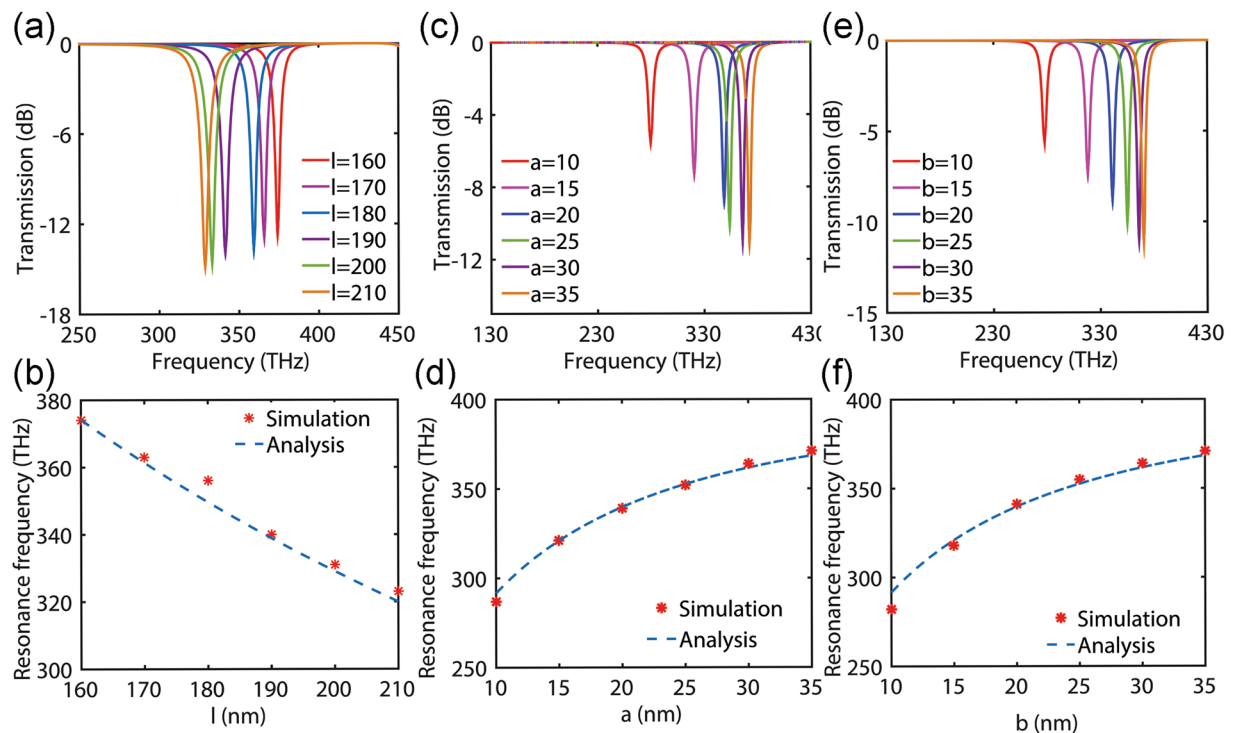 (a)
Transmission (dB)
0
-6
-12
-18
l=160
l=170
l=180
l=190
l=200
l=210
250 300 350 400 450
Frequency (THz)
(c)
Transmission (dB)
0
-4
-8
-12
a=10
a=15
a=20
a=25
a=30
a=35
130 230 330 430
Frequency (THz)
(e)
Transmission (dB)
0
-5
-10
-15
b=10
b=15
b=20
b=25
b=30
b=35
130 230 330 430
Frequency (THz)
(b)
Resonance frequency (THz)
380
360
340
320
300
Simulation
Analysis
160 170 180 190 200 210
l (nm)
(d)
Resonance frequency (THz)
400
350
300
250
Simulation
Analysis
10 15 20 25 30 35
a (nm)
(f)
Resonance frequency (THz)
400
350
300
250
Simulation
Analysis
10 15 20 25 30 35
b (nm)